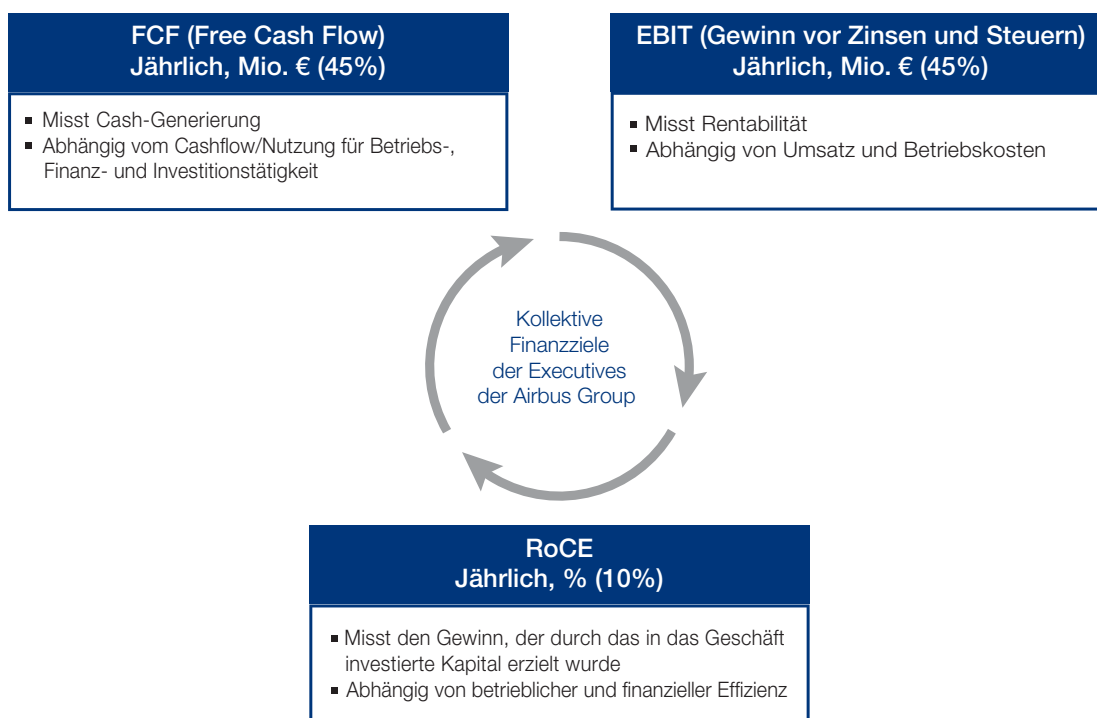 FCF (Free Cash Flow)
Jährlich, Mio. € (45%)
▪ Misst Cash-Generierung
▪ Abhängig vom Cashflow/Nutzung für Betriebs-,
Finanz- und Investitionstätigkeit
EBIT (Gewinn vor Zinsen und Steuern)
Jährlich, Mio. € (45%)
▪ Misst Rentabilität
▪ Abhängig von Umsatz und Betriebskosten
Kollektive
Finanzziele
der Executives
der Airbus Group
RoCE
Jährlich, % (10%)
▪ Misst den Gewinn, der durch das in das Geschäft
investierte Kapital erzielt wurde
▪ Abhängig von betrieblicher und finanzieller Effizienz